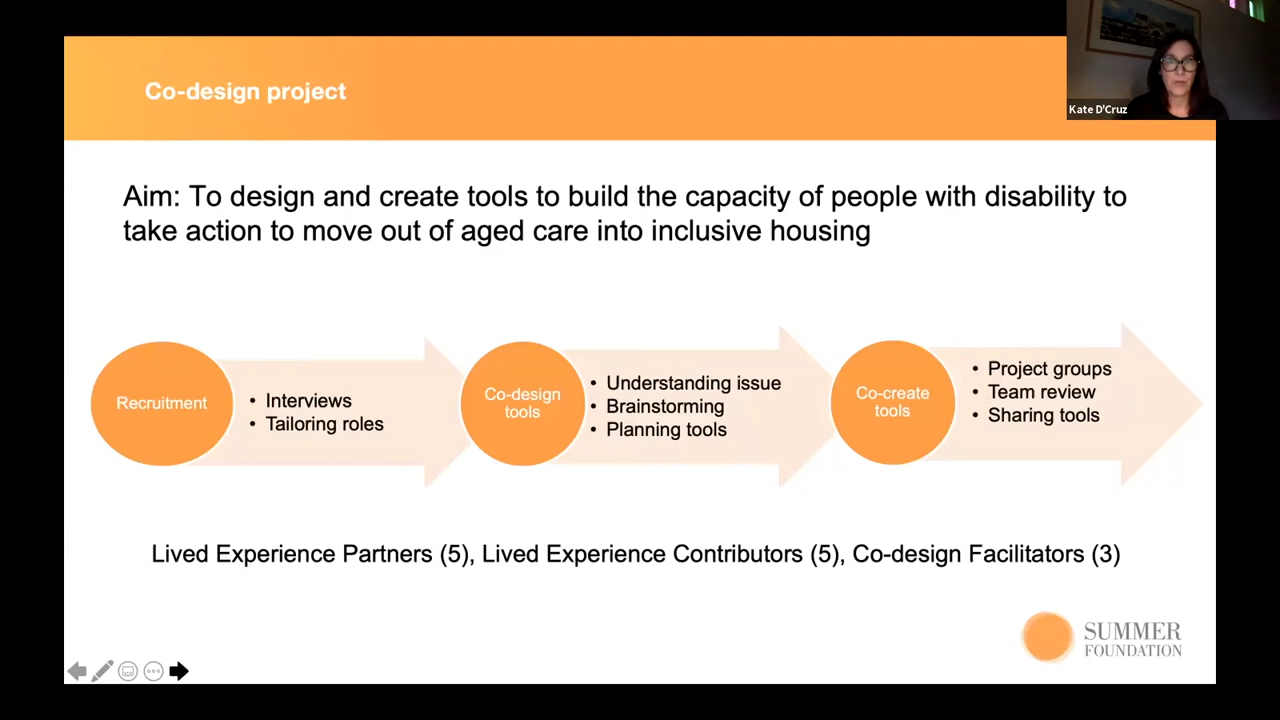 Co-design project
Kate D'Cruz
Aim: To design and create tools to build the capacity of people with disability to
take action to move out of aged care into inclusive housing
Recruitment
• Interviews
• Tailoring roles
Co-design
tools
• Understanding issue
• Brainstorming
• Planning tools
Co-create
tools
• Project groups
• Team review
• Sharing tools
Lived Experience Partners (5), Lived Experience Contributors (5), Co-design Facilitators (3)
SUMMER
FOUNDATION